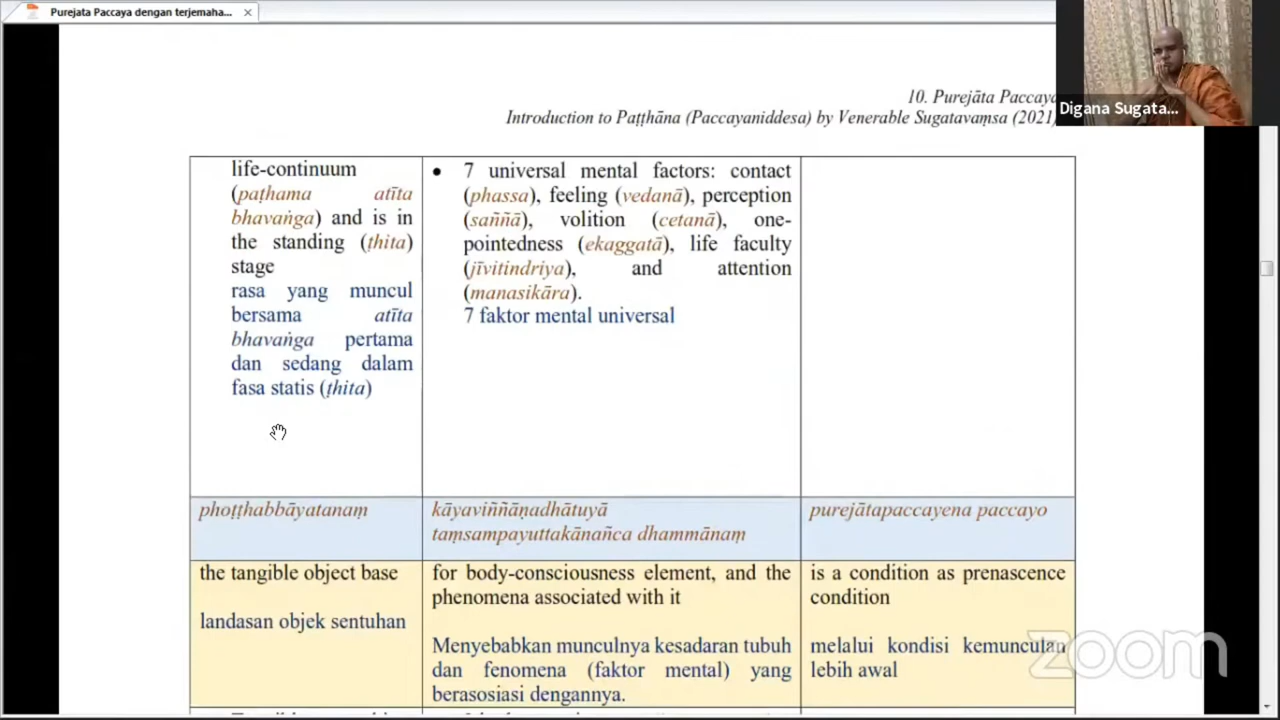 Purejata Paccaya dengan terjemaha...
Digana Sugata...
10. Purejāta Paccaya
Introduction to Paṭṭhāna (Paccayaniddesa) by Venerable Sugatavaṃsa (2021)
life-continuum
(paṭhama atīta
bhavaṅga) and is in
the standing (ṭhita)
stage
rasa yang muncul
bersama atīta
bhavaṅga pertama
dan sedang dalam
fasa statis (ṭhita)
• 7 universal mental factors: contact
(phassa), feeling (vedanā), perception
(saññā), volition (cetanā), one-
pointedness (ekaggatā), life faculty
(jīvitindriya), and attention
(manasikāra).
7 faktor mental universal
phoṭṭhabbāyatanaṃ
kāyaviññāṇadhātuyā
taṃsampayuttakānañca dhammānaṃ
purejātapaccayena paccayo
the tangible object base
landasan objek sentuhan
for body-consciousness element, and the
phenomena associated with it
Menyebabkan munculnya kesadaran tubuh
dan fenomena (faktor mental) yang
berasosiasi dengannya.
is a condition as prenascence
condition
melalui kondisi kemunculan
lebih awal
zoom